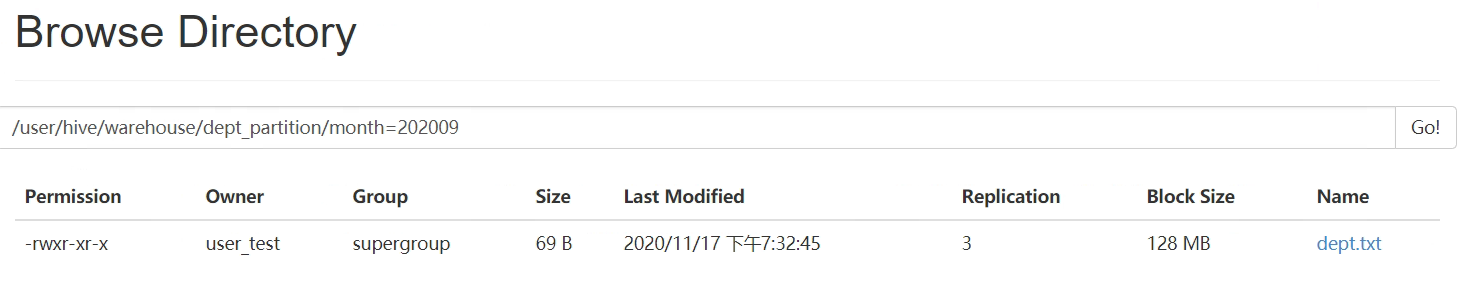 Browse Directory
/user/hive/warehouse/dept_partition/month=202009 Go!
Permission Owner Group Size Last Modified Replication Block Size Name
-rwxr-xr-x user_test supergroup 69 B 2020/11/17 下午7:32:45 3 128 MB dept.txt